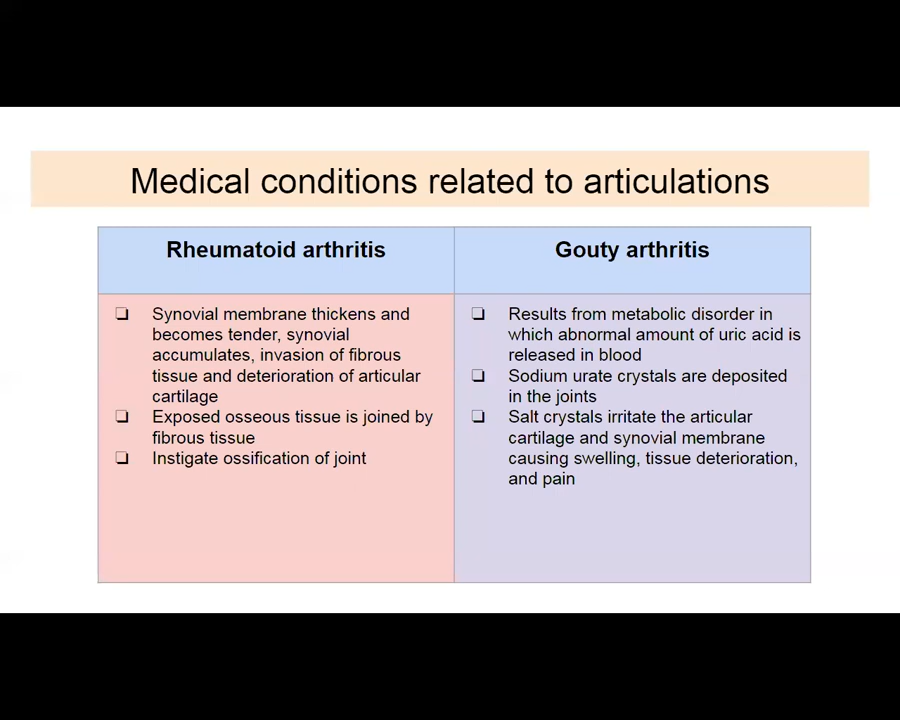 Medical conditions related to articulations
Rheumatoid arthritis
❏ Synovial membrane thickens and
becomes tender, synovial
accumulates, invasion of fibrous
tissue and deterioration of articular
cartilage
❏ Exposed osseous tissue is joined by
fibrous tissue
❏ Instigate ossification of joint
Gouty arthritis
❏ Results from metabolic disorder in
which abnormal amount of uric acid is
released in blood
❏ Sodium urate crystals are deposited
in the joints
❏ Salt crystals irritate the articular
cartilage and synovial membrane
causing swelling, tissue deterioration,
and pain